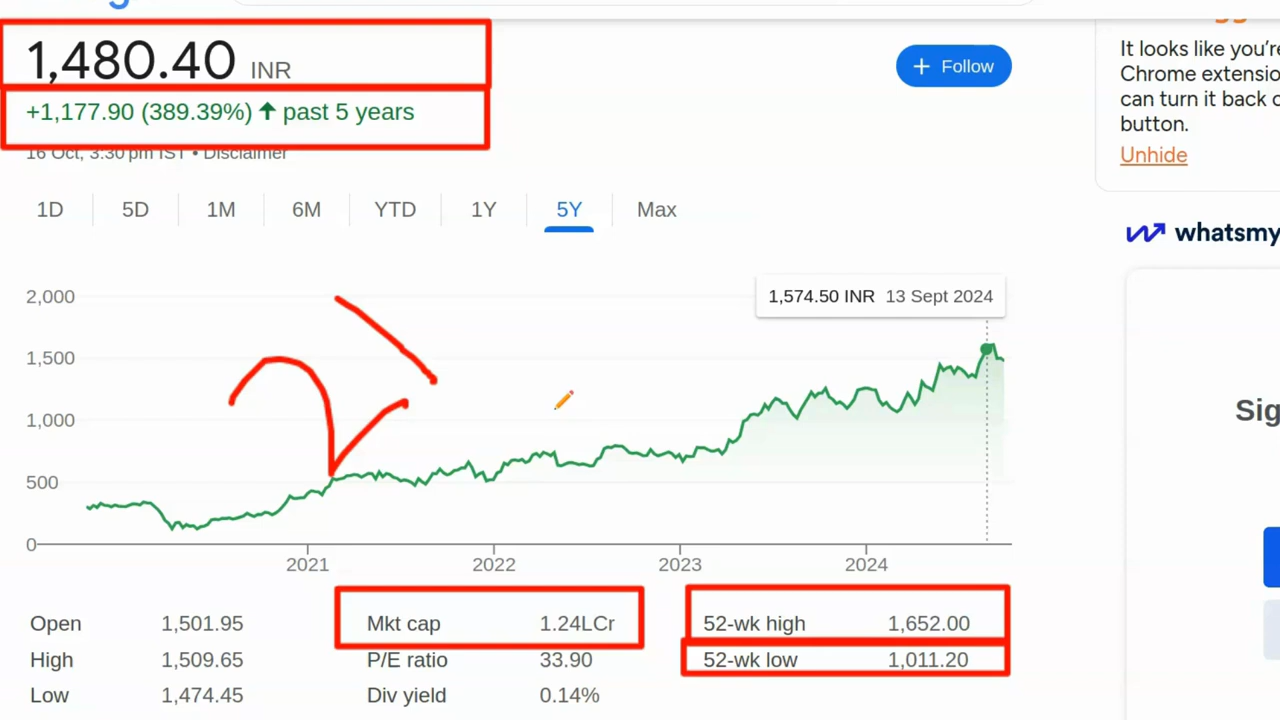 1,480.40 INR
+ Follow
+1,177.90 (389.39%) ↑ past 5 years
16 Oct, 3:30 pm IST • Disclaimer
1D 5D 1M 6M YTD 1Y 5Y Max
1,574.50 INR 13 Sept 2024
2,000
1,500
1,000
500
0
2021 2022 2023 2024
Open 1,501.95 Mkt cap 1.24LCr 52-wk high 1,652.00
High 1,509.65 P/E ratio 33.90 52-wk low 1,011.20
Low 1,474.45 Div yield 0.14%
It looks like you're
Chrome extensio
can turn it back o
button.
Unhide
whatsmy
Sig